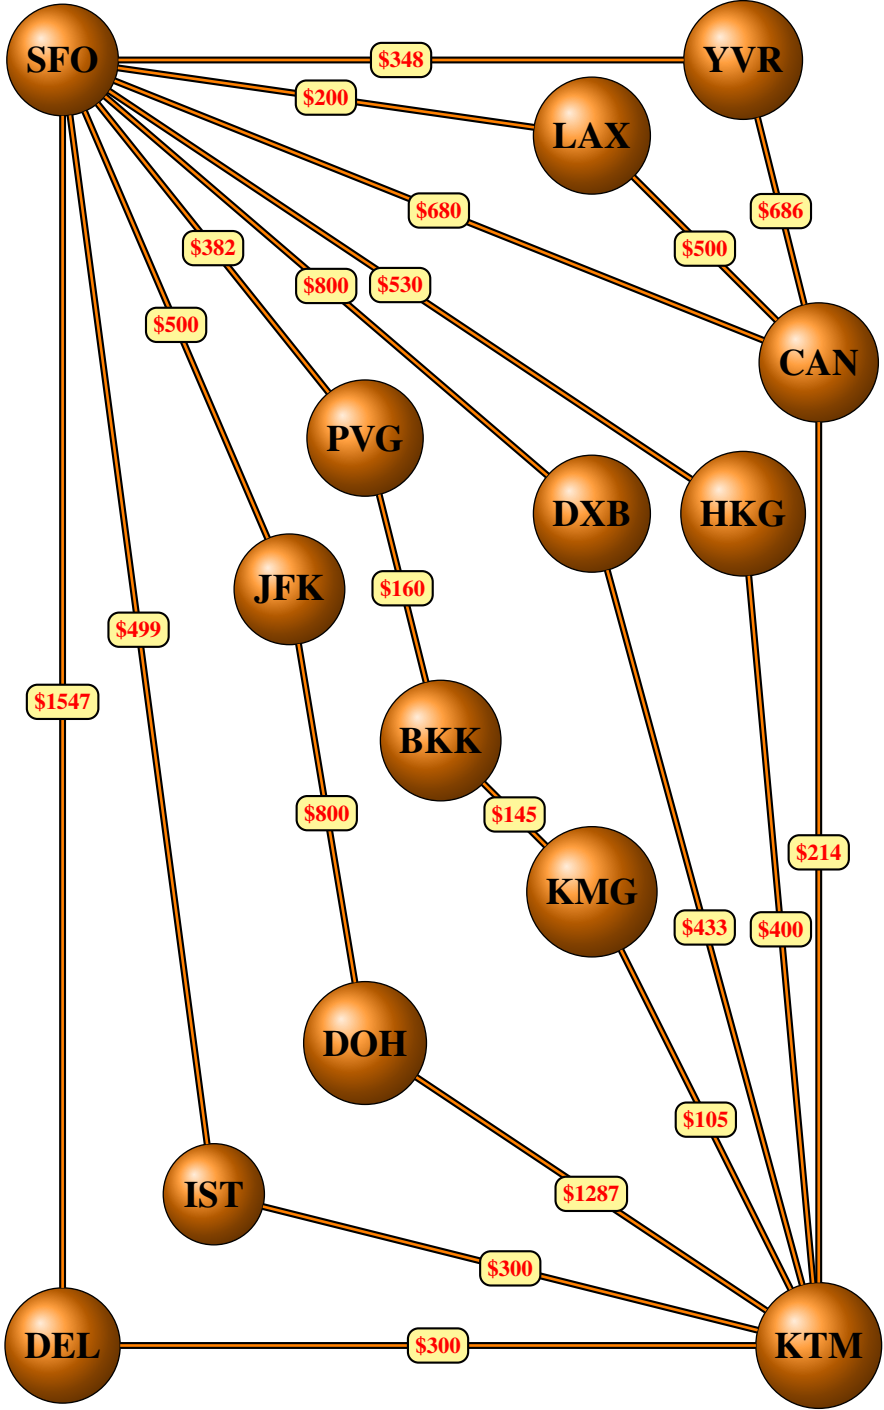 SFO
$348
YVR
$200
LAX
$680
$686
$382
$500
$800
$530
$500
CAN
PVG
DXB
HKG
JFK
$160
$499
$1547
BKK
$800
$145
$214
KMG
$433
$400
DOH
$105
IST
$1287
$300
DEL
$300
KTM